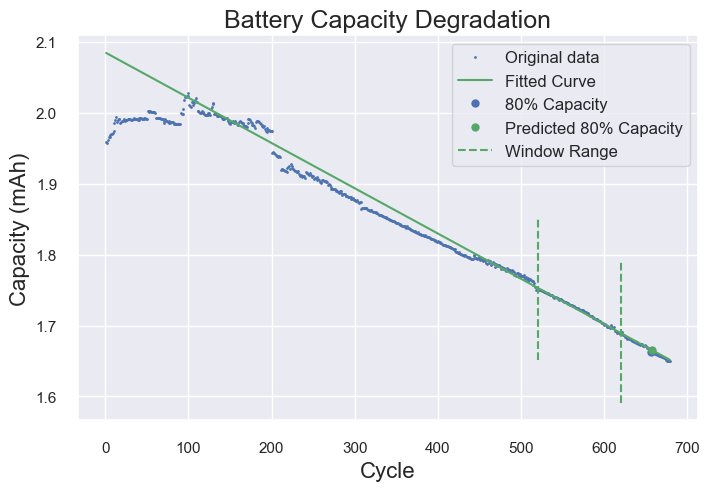 Battery Capacity Degradation
Capacity (mAh)
2.1
2.0
1.9
1.8
1.7
1.6
Original data
Fitted Curve
80% Capacity
Predicted 80% Capacity
Window Range
0 100 200 300 400 500 600 700
Cycle